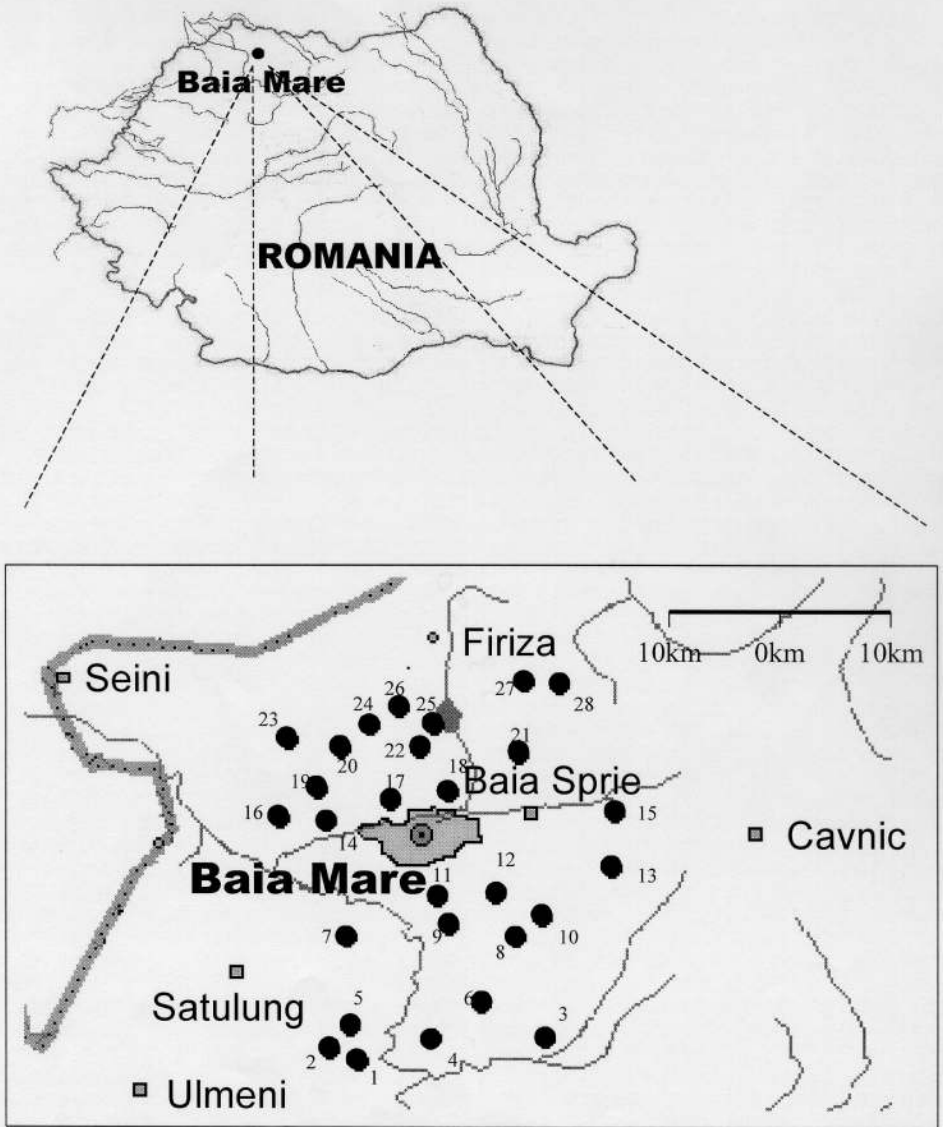 Baia Mare
ROMANIA
Firiza
10km 0km 10km
Seini
26
27
28
24 25
23
22
21
20
18
19 17
Baia Sprie
16
15
14
Cavnic
Baia Mare
12
11
13
9
10
7
8
Satulung
6
5
3
2
4
1
Ulmeni